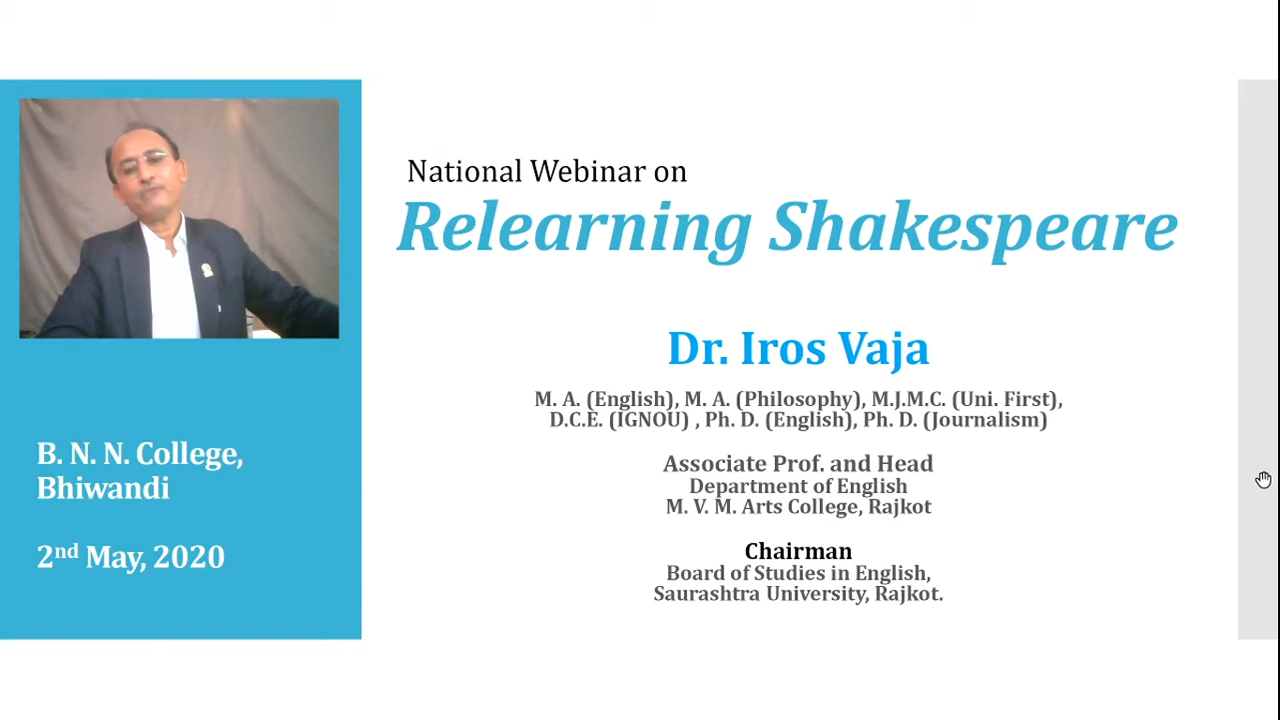 National Webinar on
Relearning Shakespeare
Dr. Iros Vaja
M. A. (English), M. A. (Philosophy), M.J.M.C. (Uni. First),
D.C.E. (IGNOU) , Ph. D. (English), Ph. D. (Journalism)
Associate Prof. and Head
Department of English
M. V. M. Arts College, Rajkot
Chairman
Board of Studies in English,
Saurashtra University, Rajkot.
B. N. N. College,
Bhiwandi
2nd May, 2020